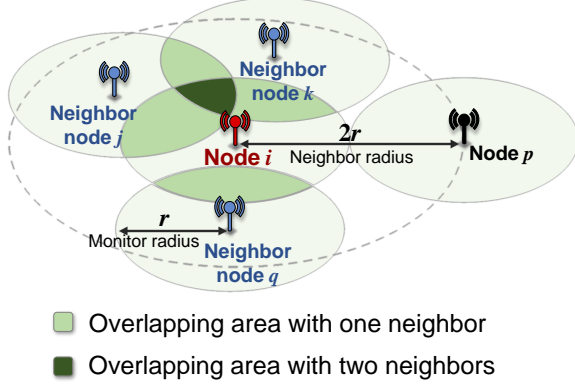 Neighbor
node k
Neighbor
node j
2r
Node i
Neighbor radius
Node p
r
Monitor radius
Neighbor
node q
Overlapping area with one neighbor
Overlapping area with two neighbors